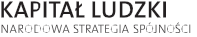 KAPITAŁ LUDZKI
NARODOWA STRATEGIA SPÓJNOŚCI